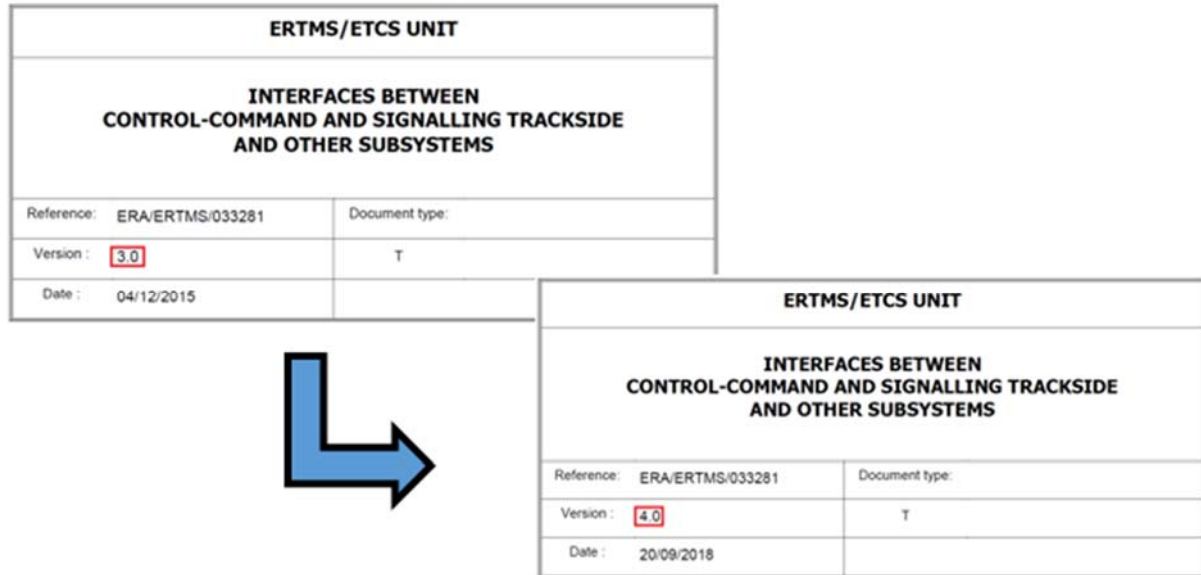 ERTMS/ETCS UNIT
INTERFACES BETWEEN
CONTROL-COMMAND AND SIGNALLING TRACKSIDE
AND OTHER SUBSYSTEMS
Reference: ERA/ERTMS/033281 Document type:
Version : 3.0 T
Date : 04/12/2015
ERTMS/ETCS UNIT
INTERFACES BETWEEN
CONTROL-COMMAND AND SIGNALLING TRACKSIDE
AND OTHER SUBSYSTEMS
Reference: ERA/ERTMS/033281 Document type:
Version : 4.0 T
Date : 20/09/2018